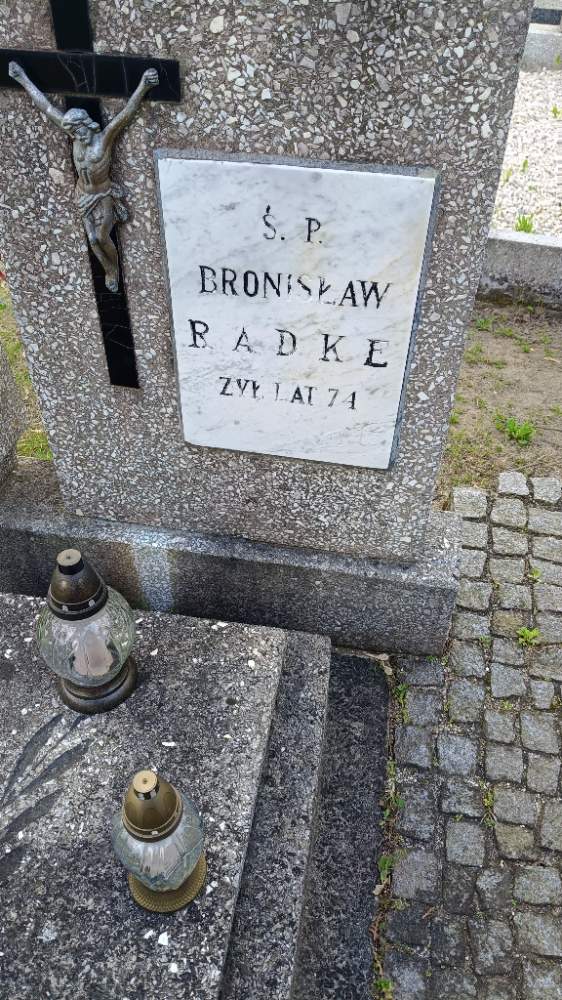 Ś. P.
BRONISŁAW
RADKE
ŻYŁ LAT 74